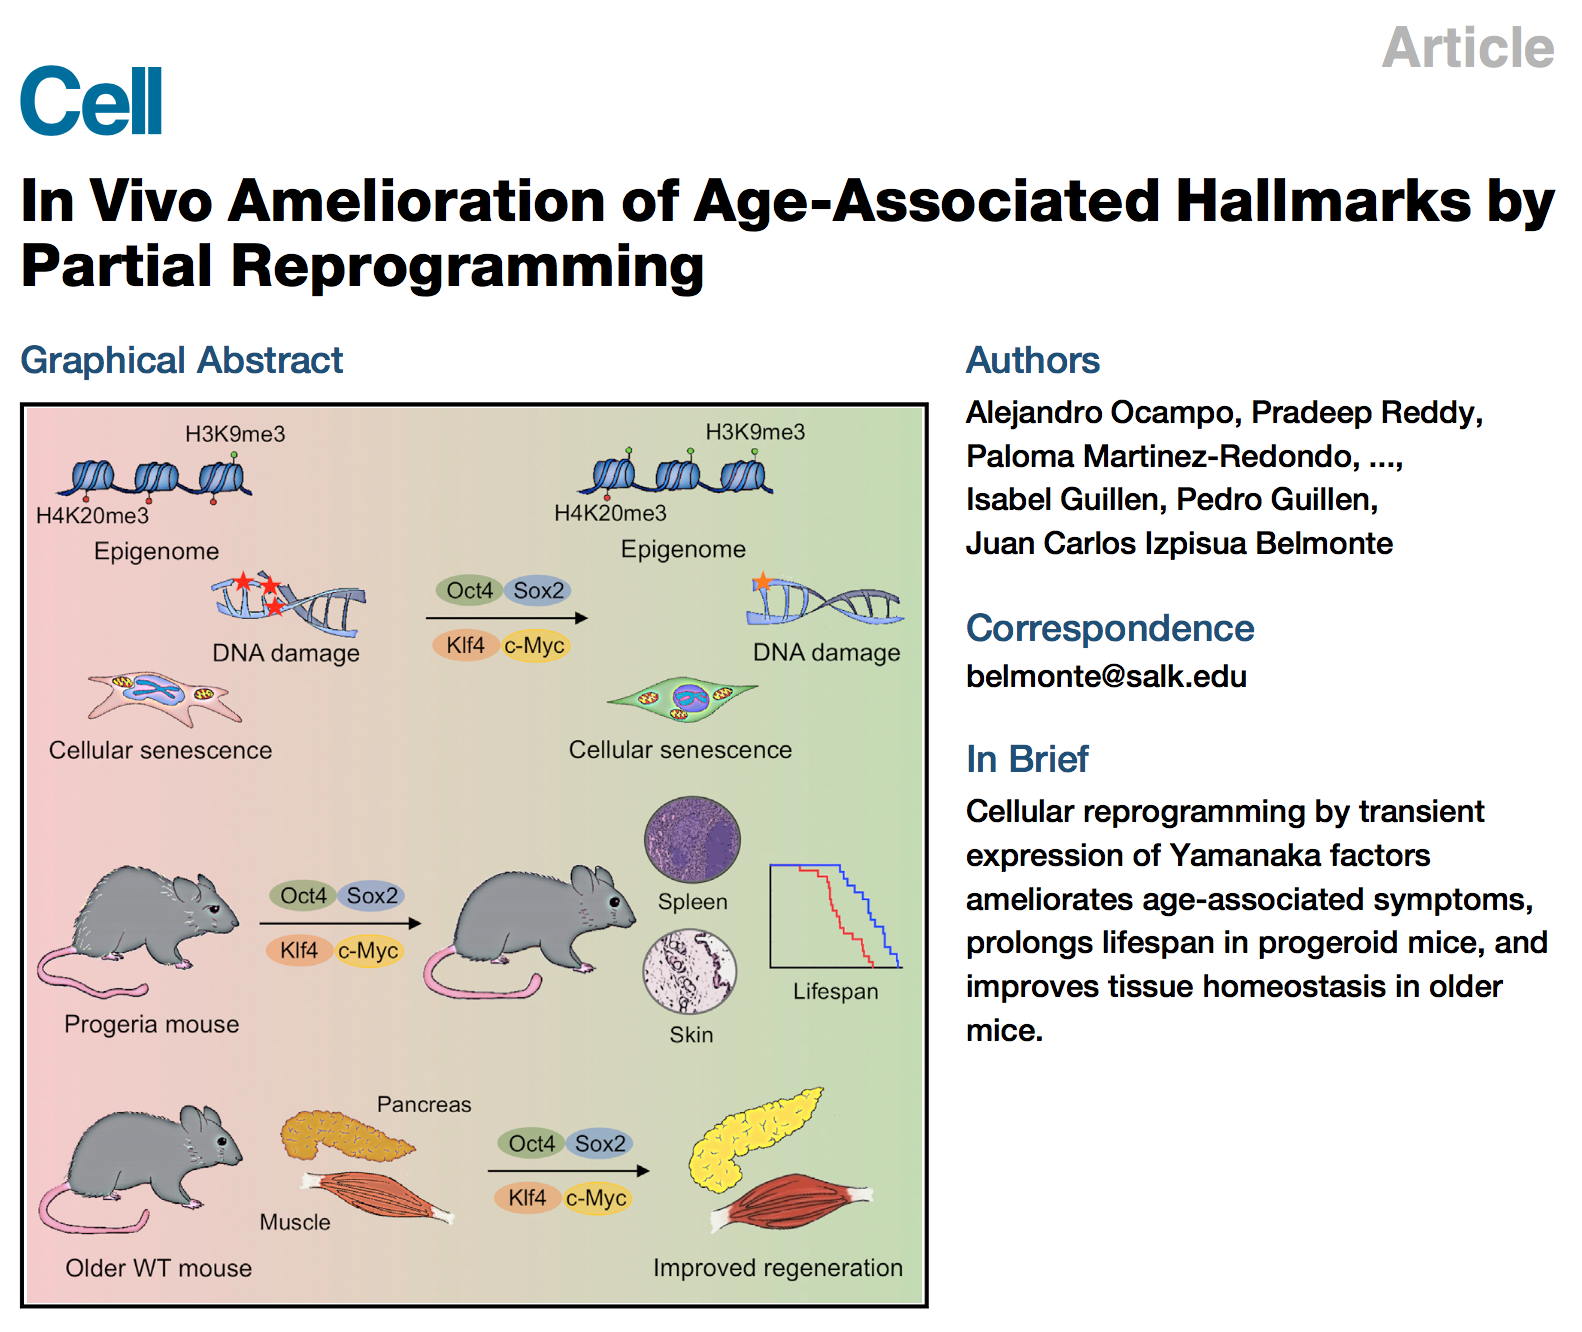 Article
Cell
In Vivo Amelioration of Age-Associated Hallmarks by
Partial Reprogramming
Graphical Abstract
H3K9me3
H4K20me3
Epigenome
H3K9me3
H4K20me3
Epigenome
DNA damage
Oct4 Sox2
Klf4 c-Myc
DNA damage
Cellular senescence
Cellular senescence
Progeria mouse
Oct4 Sox2
Klf4 c-Myc
Spleen
Skin
Lifespan
Older WT mouse
Pancreas
Muscle
Oct4 Sox2
Klf4 c-Myc
Improved regeneration
Authors
Alejandro Ocampo, Pradeep Reddy,
Paloma Martinez-Redondo, ...,
Isabel Guillen, Pedro Guillen,
Juan Carlos Izpisua Belmonte
Correspondence
belmonte@salk.edu
In Brief
Cellular reprogramming by transient
expression of Yamanaka factors
ameliorates age-associated symptoms,
prolongs lifespan in progeroid mice, and
improves tissue homeostasis in older
mice.